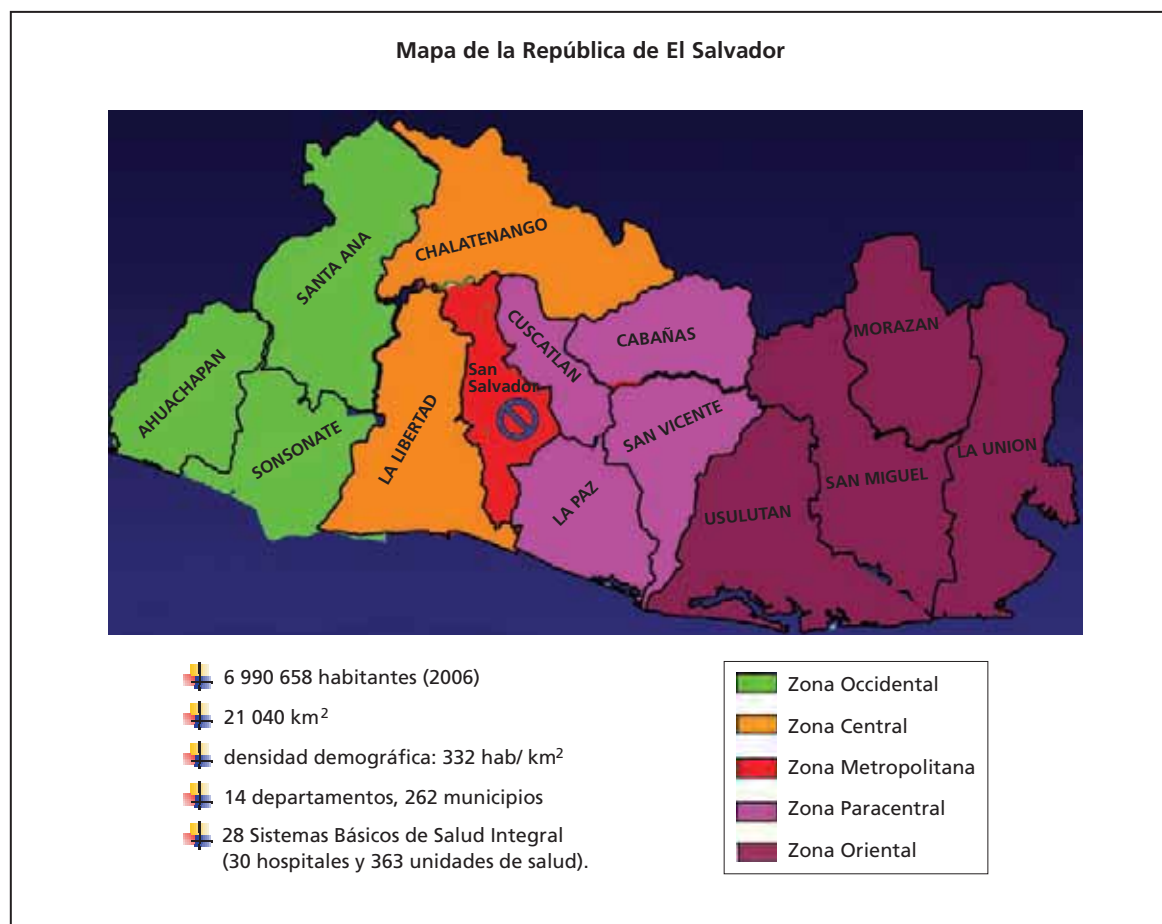 Mapa de la República de El Salvador
SANTA ANA
CHALATENANGO
AHUACHAPAN
SONSONATE
LA LIBERTAD
San
Salvador
CUSCATLAN
CABAÑAS
SAN VICENTE
LA PAZ
USULUTAN
SAN MIGUEL
MORAZAN
LA UNION
6 990 658 habitantes (2006)
21 040 km²
densidad demográfica: 332 hab/ km²
14 departamentos, 262 municipios
28 Sistemas Básicos de Salud Integral
(30 hospitales y 363 unidades de salud).
Zona Occidental
Zona Central
Zona Metropolitana
Zona Paracentral
Zona Oriental